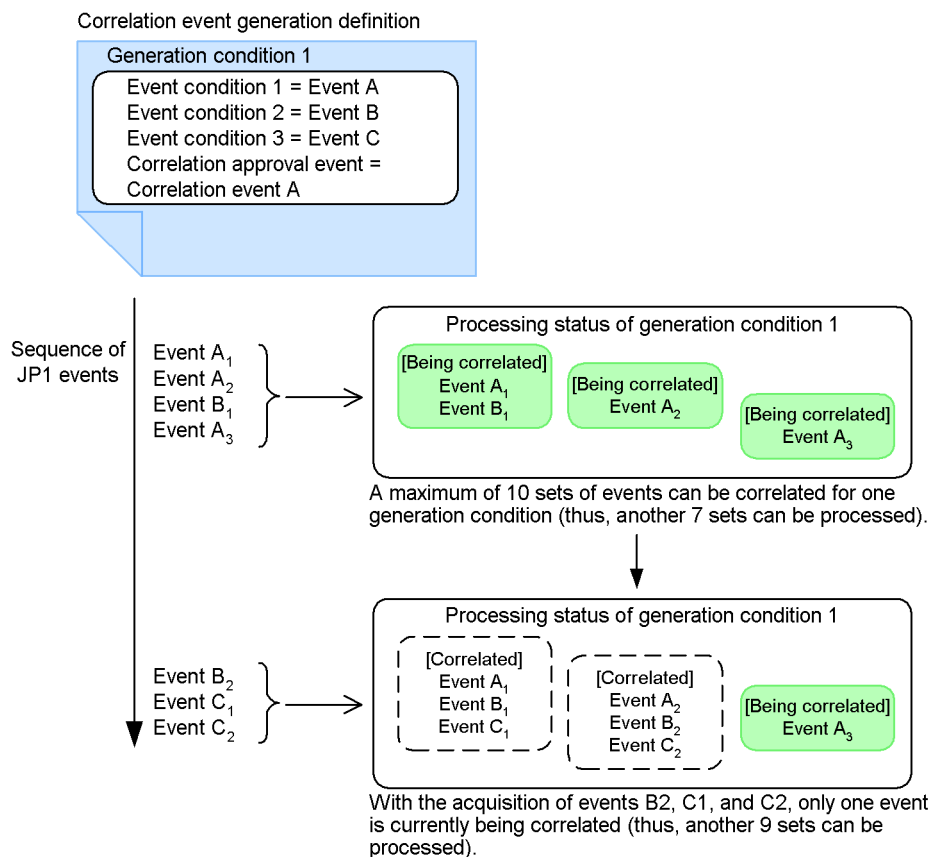 Correlation event generation definition
Generation condition 1
Event condition 1 = Event A
Event condition 2 = Event B
Event condition 3 = Event C
Correlation approval event =
Correlation event A
Sequence of
JP1 events
Event A₁
Event A₂
Event B₁
Event A₃
Processing status of generation condition 1
[Being correlated]
Event A₁
Event B₁
[Being correlated]
Event A₂
[Being correlated]
Event A₃
A maximum of 10 sets of events can be correlated for one
generation condition (thus, another 7 sets can be processed).
Event B₂
Event C₁
Event C₂
Processing status of generation condition 1
[Correlated]
Event A₁
Event B₁
Event C₁
[Correlated]
Event A₂
Event B₂
Event C₂
[Being correlated]
Event A₃
With the acquisition of events B2, C1, and C2, only one event
is currently being correlated (thus, another 9 sets can be
processed).